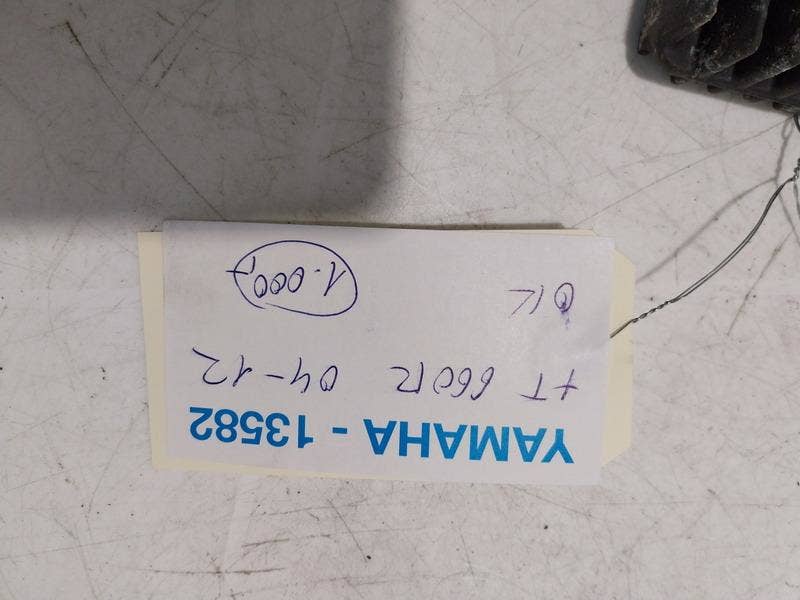 YAMAHA - 13582
XT 660R 04-12
OK
1.000,-